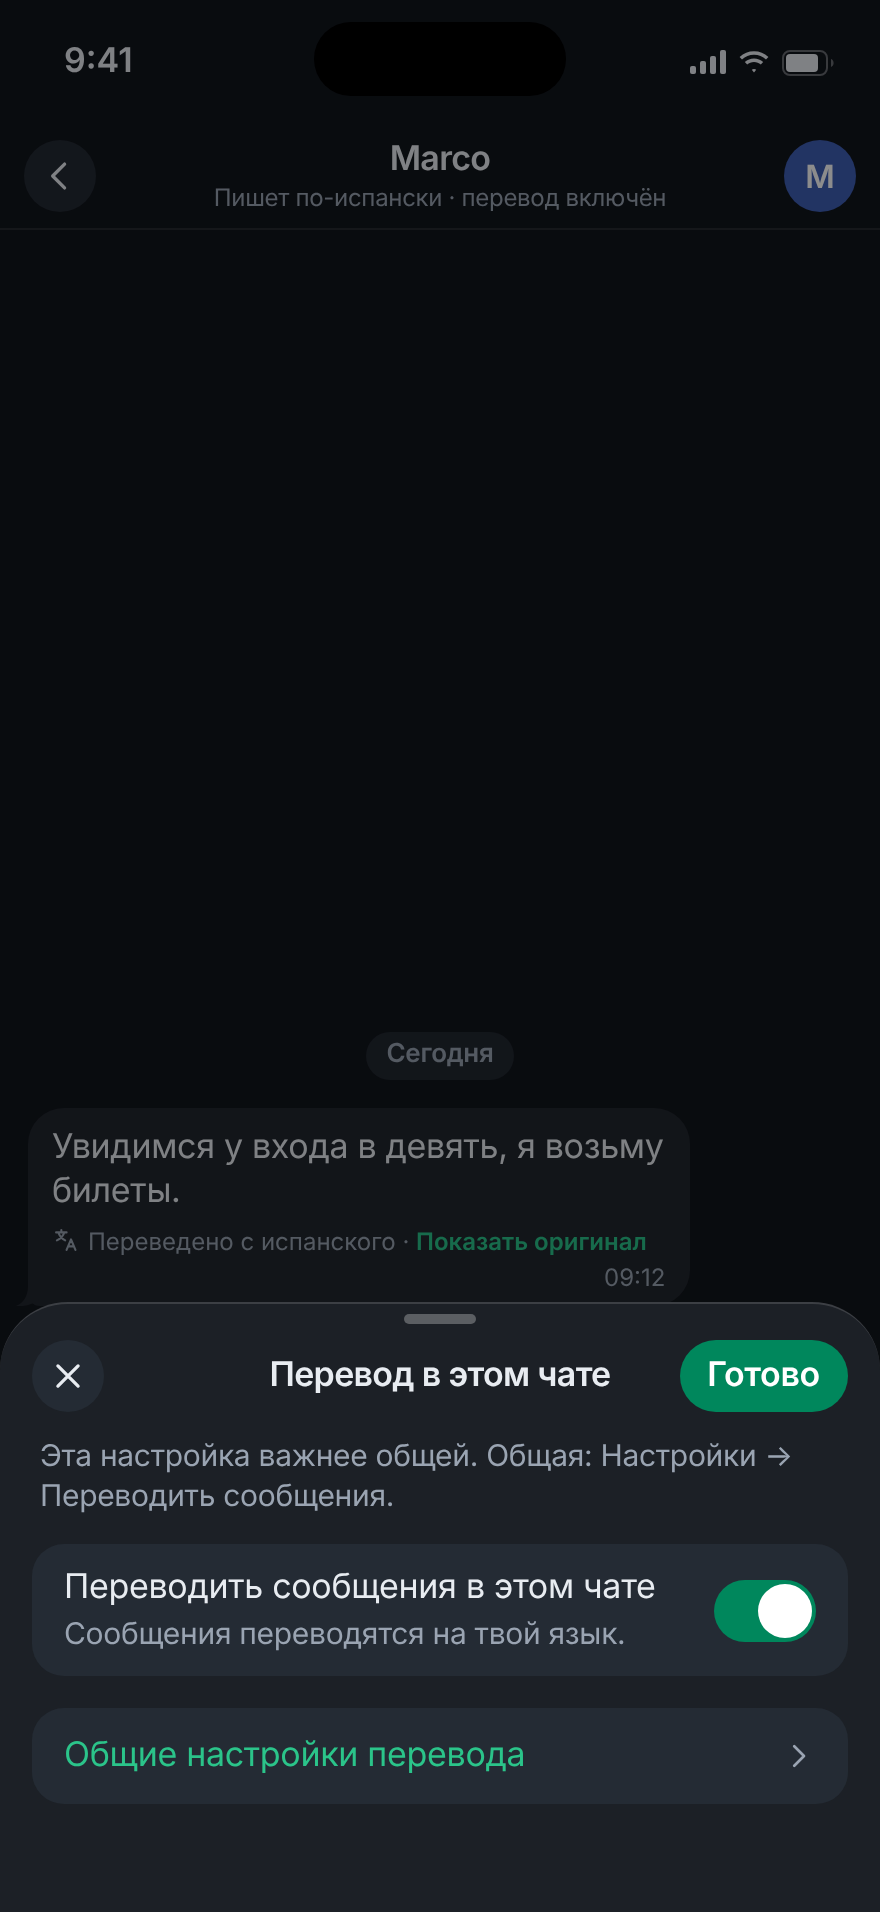 9:41
Marco
Пишет по-испански · перевод включён
M
Сегодня
Увидимся у входа в девять, я возьму
билеты.
Переведено с испанского · Показать оригинал
09:12
Перевод в этом чате
Готово
Эта настройка важнее общей. Общая: Настройки →
Переводить сообщения.
Переводить сообщения в этом чате
Сообщения переводятся на твой язык.
Общие настройки перевода